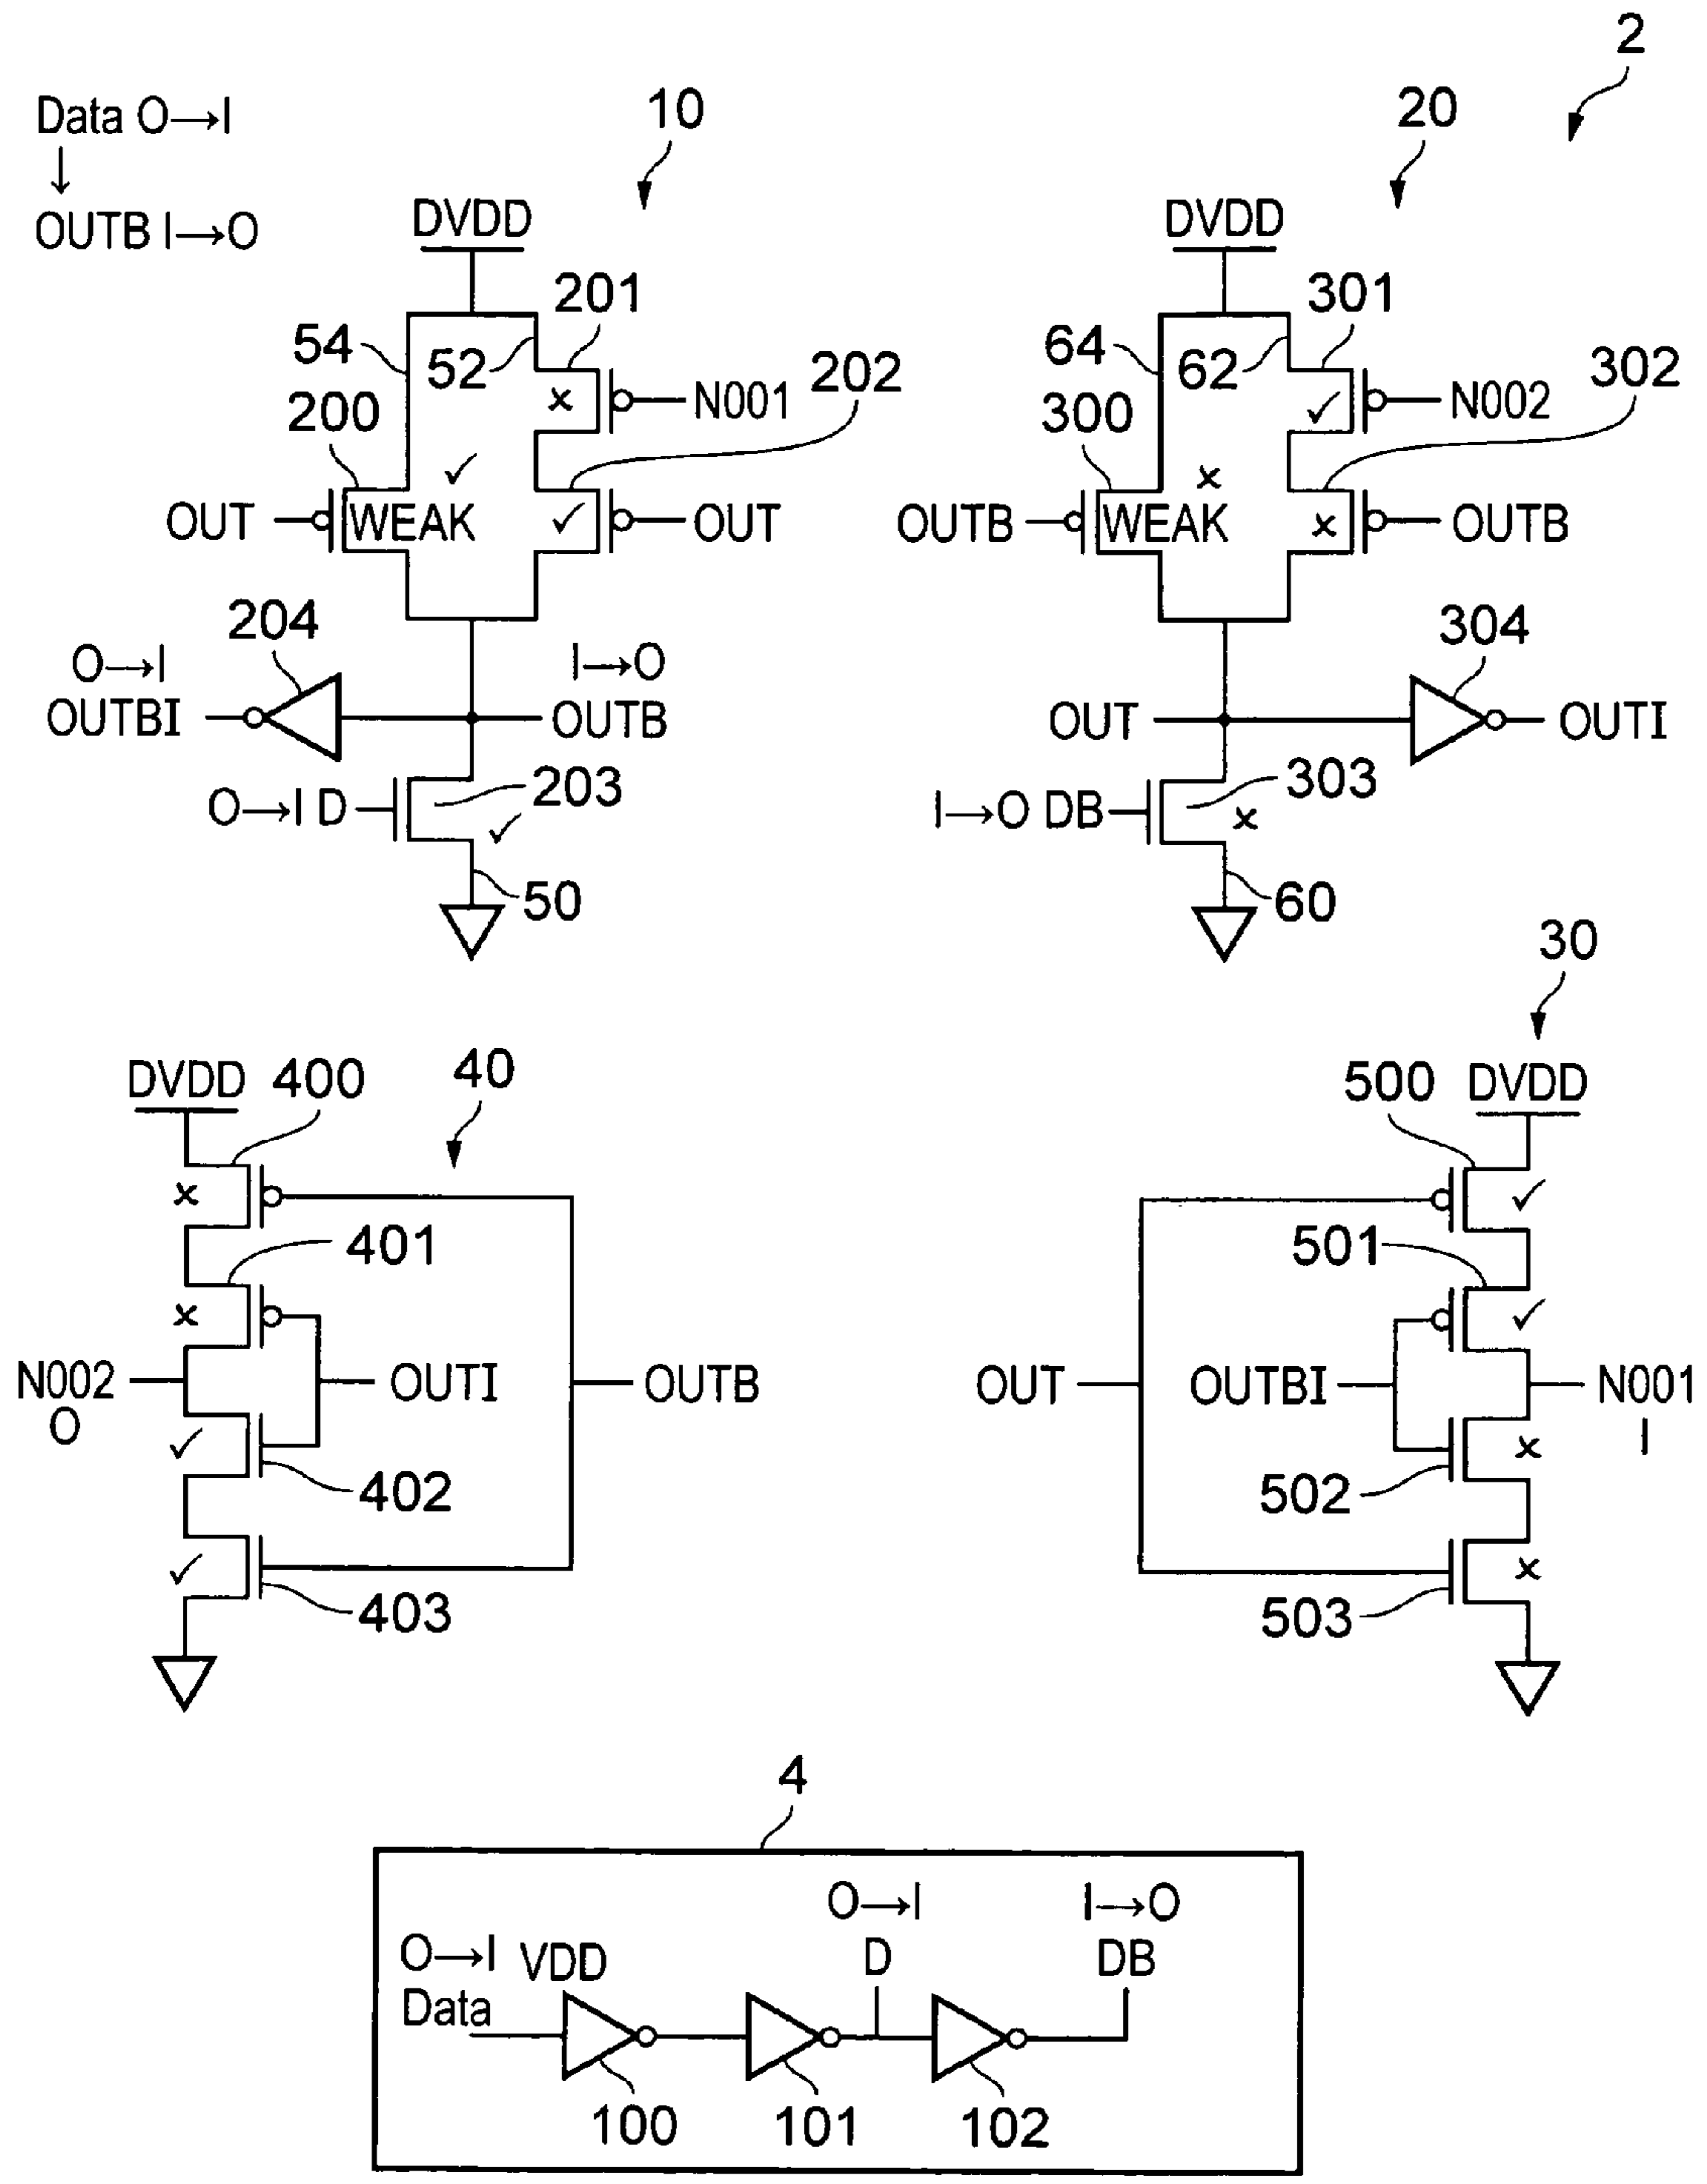 2
Data O→I
↓
OUTB I→O
10
20
DVDD
DVDD
201
301
54
52
64
62
202
302
200
x
N001
300
✓
N002
✓
x
OUT
WEAK
✓
OUT
OUTB
WEAK
x
OUTB
204
304
O→I
I→O
OUTBI
OUTB
OUT
OUTI
203
303
O→I D
✓
I→O DB
x
50
60
30
40
DVDD
400
500
DVDD
x
✓
401
501
x
✓
N002
OUTI
OUTB
OUT
OUTBI
N001
O
I
✓
x
402
502
✓
x
403
503
4
O→I
I→O
O→I
VDD
D
DB
Data
100
101
102